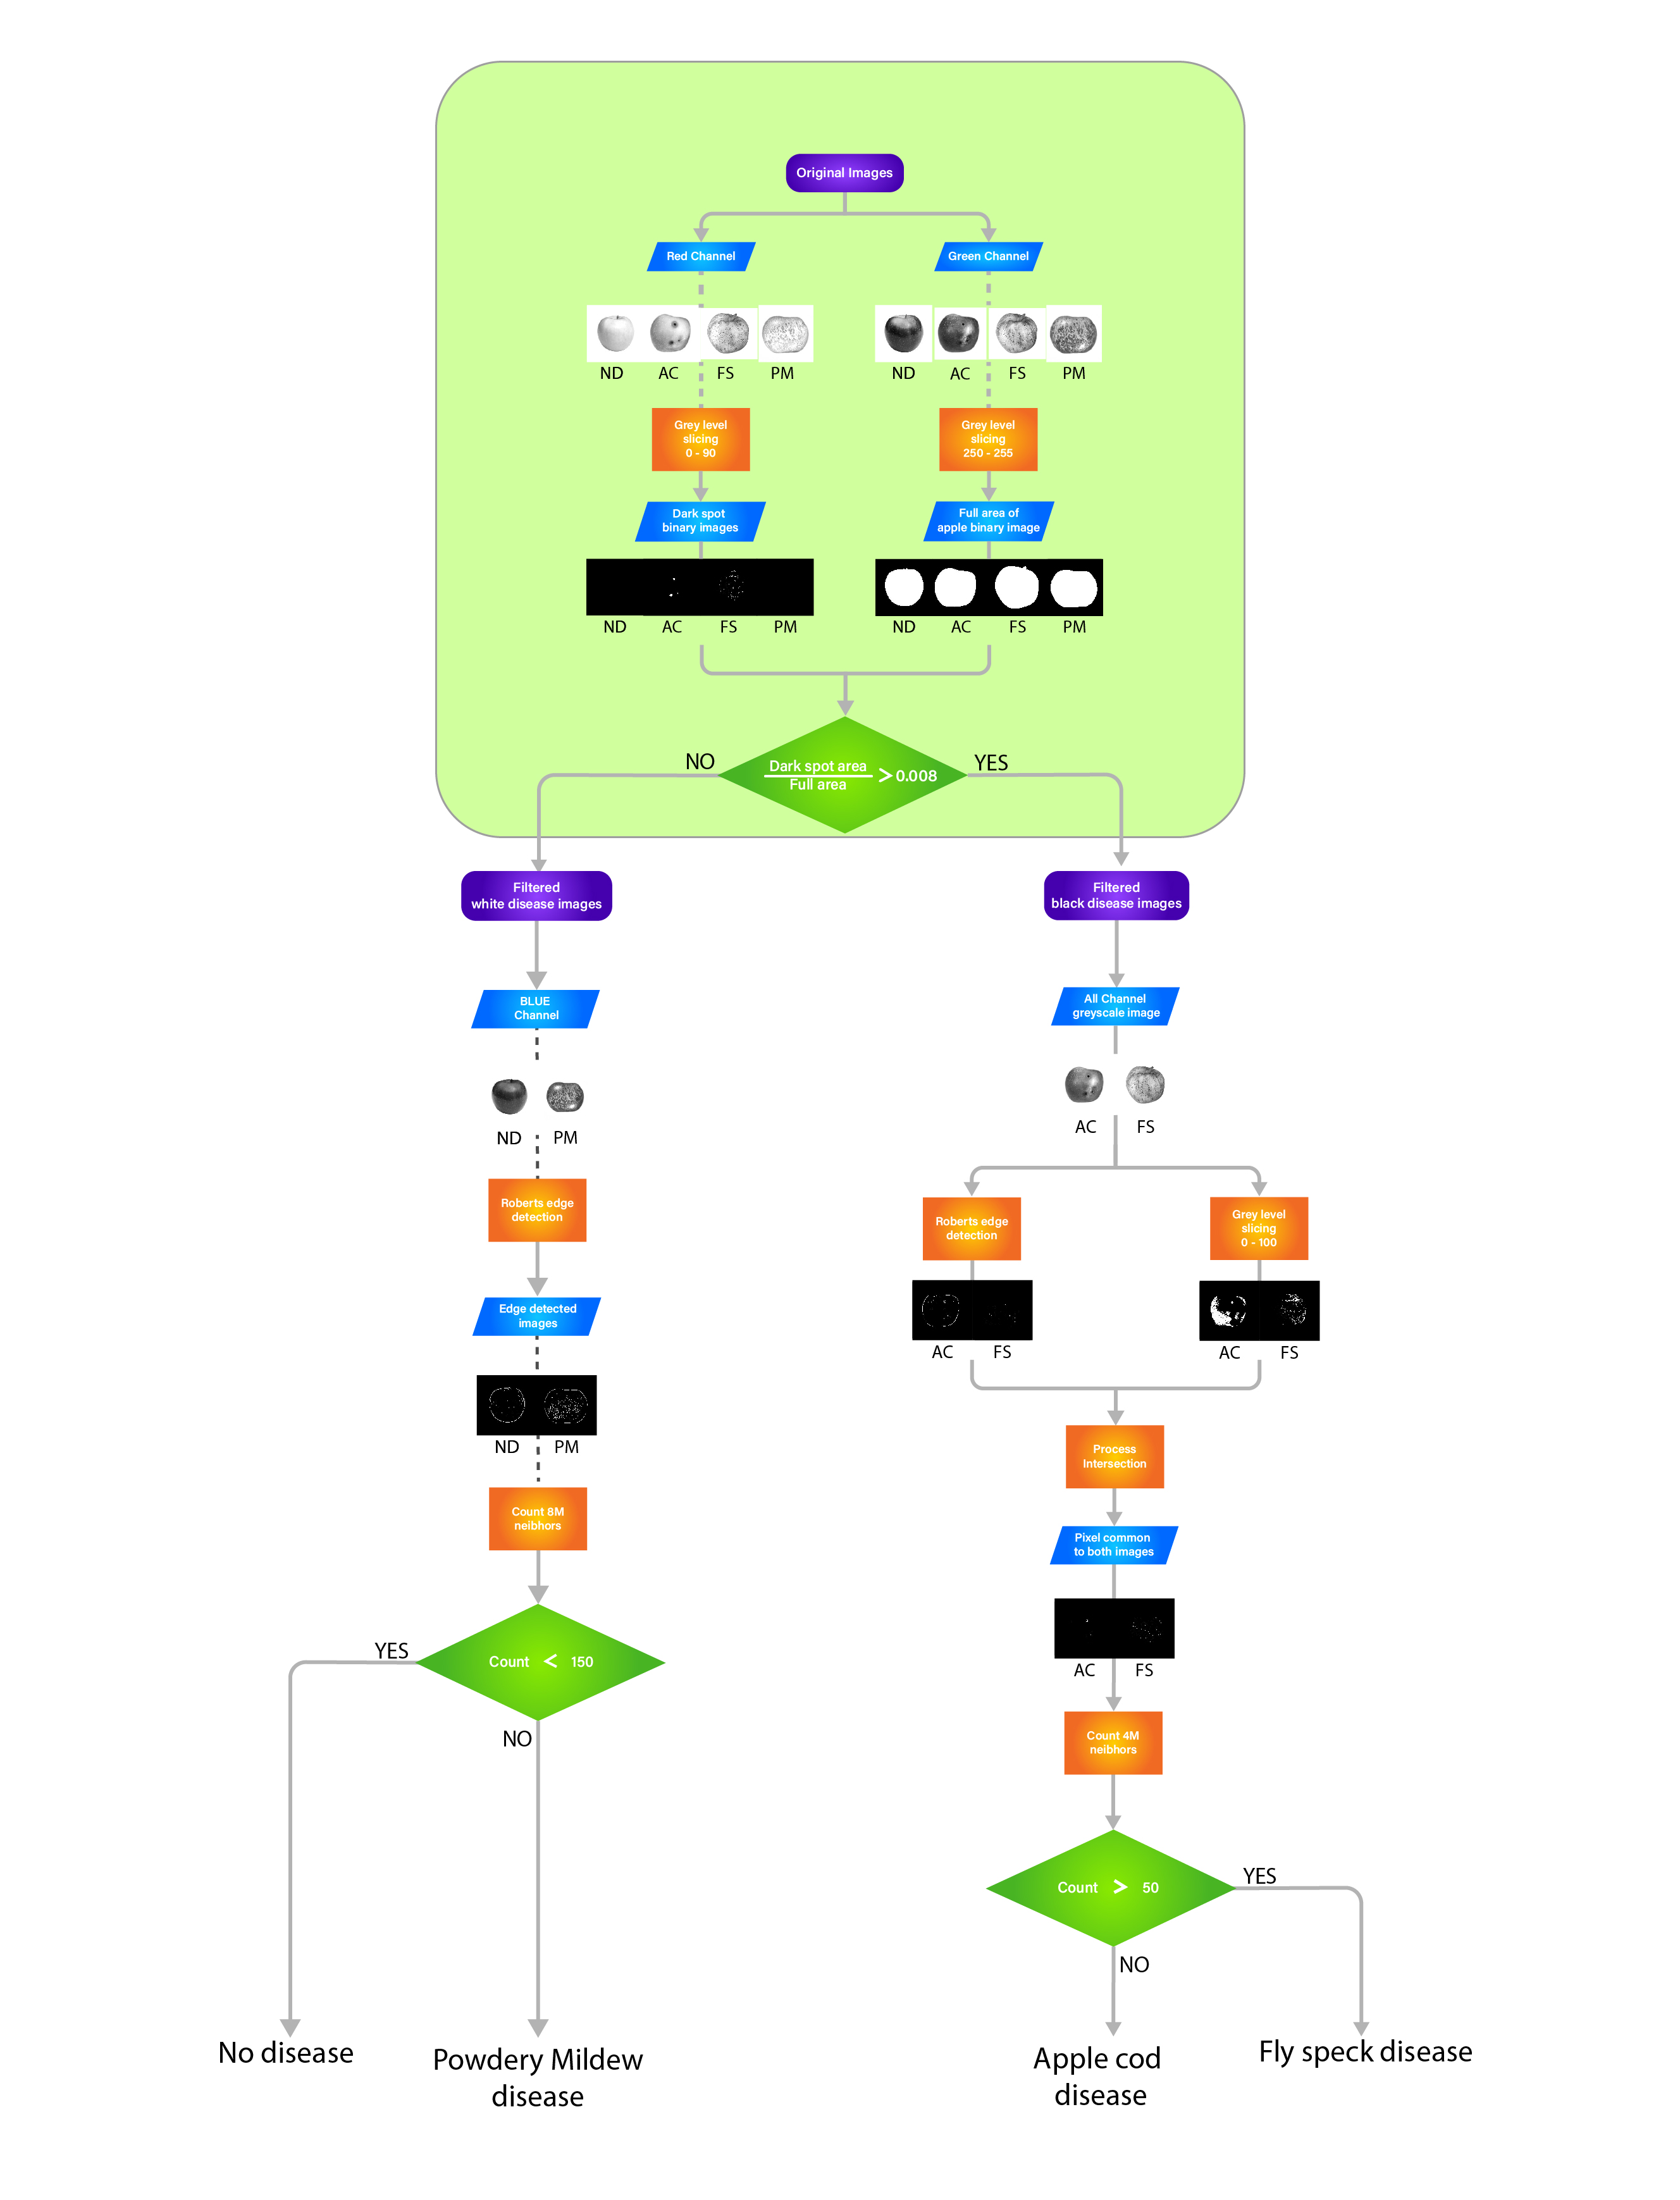 Original Images
Red Channel
Green Channel
ND AC FS PM
ND AC FS PM
Grey level
slicing
0 - 90
Grey level
slicing
250 - 255
Dark spot
binary images
Full area of
apple binary image
ND AC FS PM
ND AC FS PM
NO
YES
Dark spot area
Full area
> 0.008
Filtered
white disease images
Filtered
black disease images
BLUE
Channel
All Channel
greyscale image
ND PM
AC FS
Roberts edge
detection
Roberts edge
detection
Grey level
slicing
0 - 100
Edge detected
images
AC FS
AC FS
ND PM
Process
Intersection
Count 8M
neibhors
Pixel common
to both images
YES
Count < 150
AC FS
NO
Count 4M
neibhors
YES
Count > 50
NO
No disease
Powdery Mildew
disease
Apple cod
disease
Fly speck disease